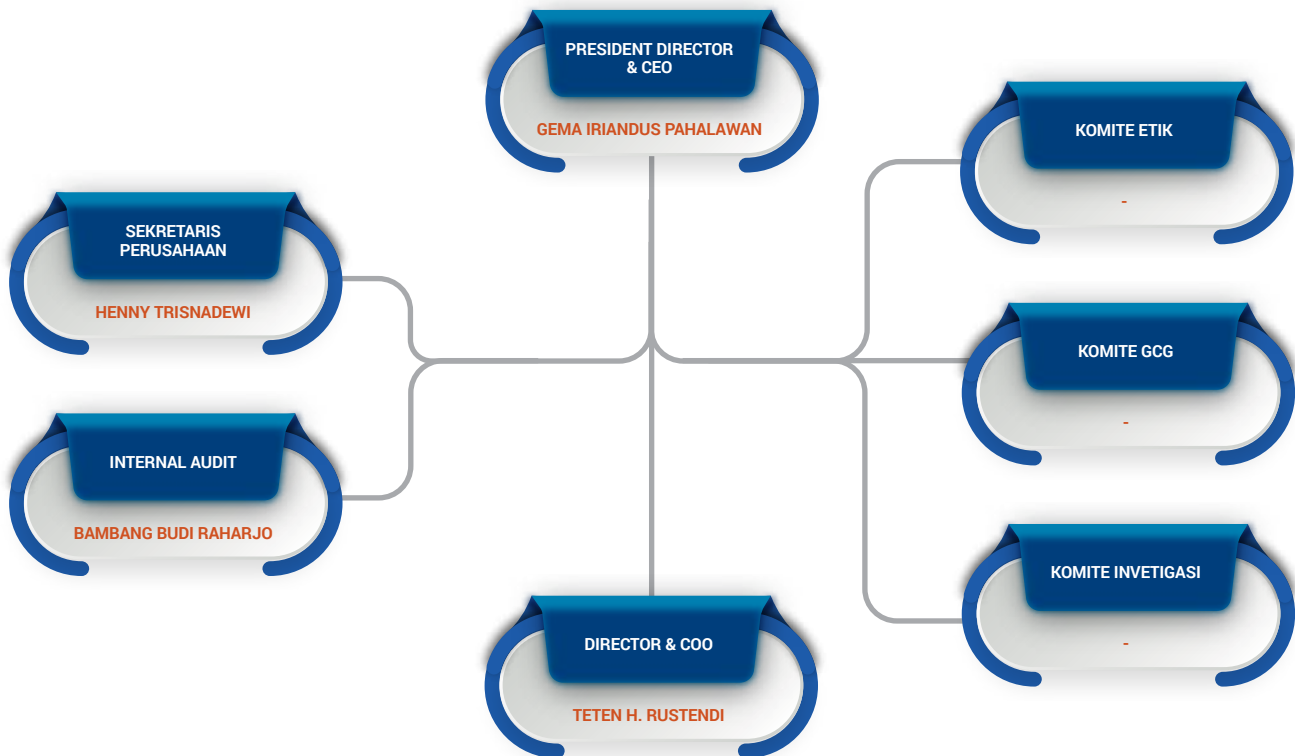 PRESIDENT DIRECTOR
& CEO
GEMA IRIANDUS PAHALAWAN
KOMITE ETIK
-
SEKRETARIS
PERUSAHAAN
HENNY TRISNADEWI
KOMITE GCG
-
INTERNAL AUDIT
BAMBANG BUDI RAHARJO
KOMITE INVETIGASI
-
DIRECTOR & COO
TETEN H. RUSTENDI